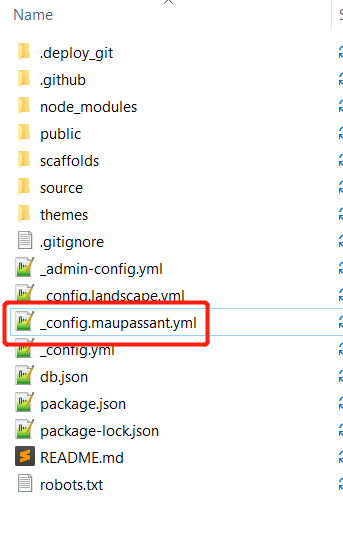 Name
.deploy_git
.github
node_modules
public
scaffolds
source
themes
.gitignore
_admin-config.yml
_config.landscape.yml
_config.maupassant.yml
_config.yml
db.json
package.json
package-lock.json
README.md
robots.txt